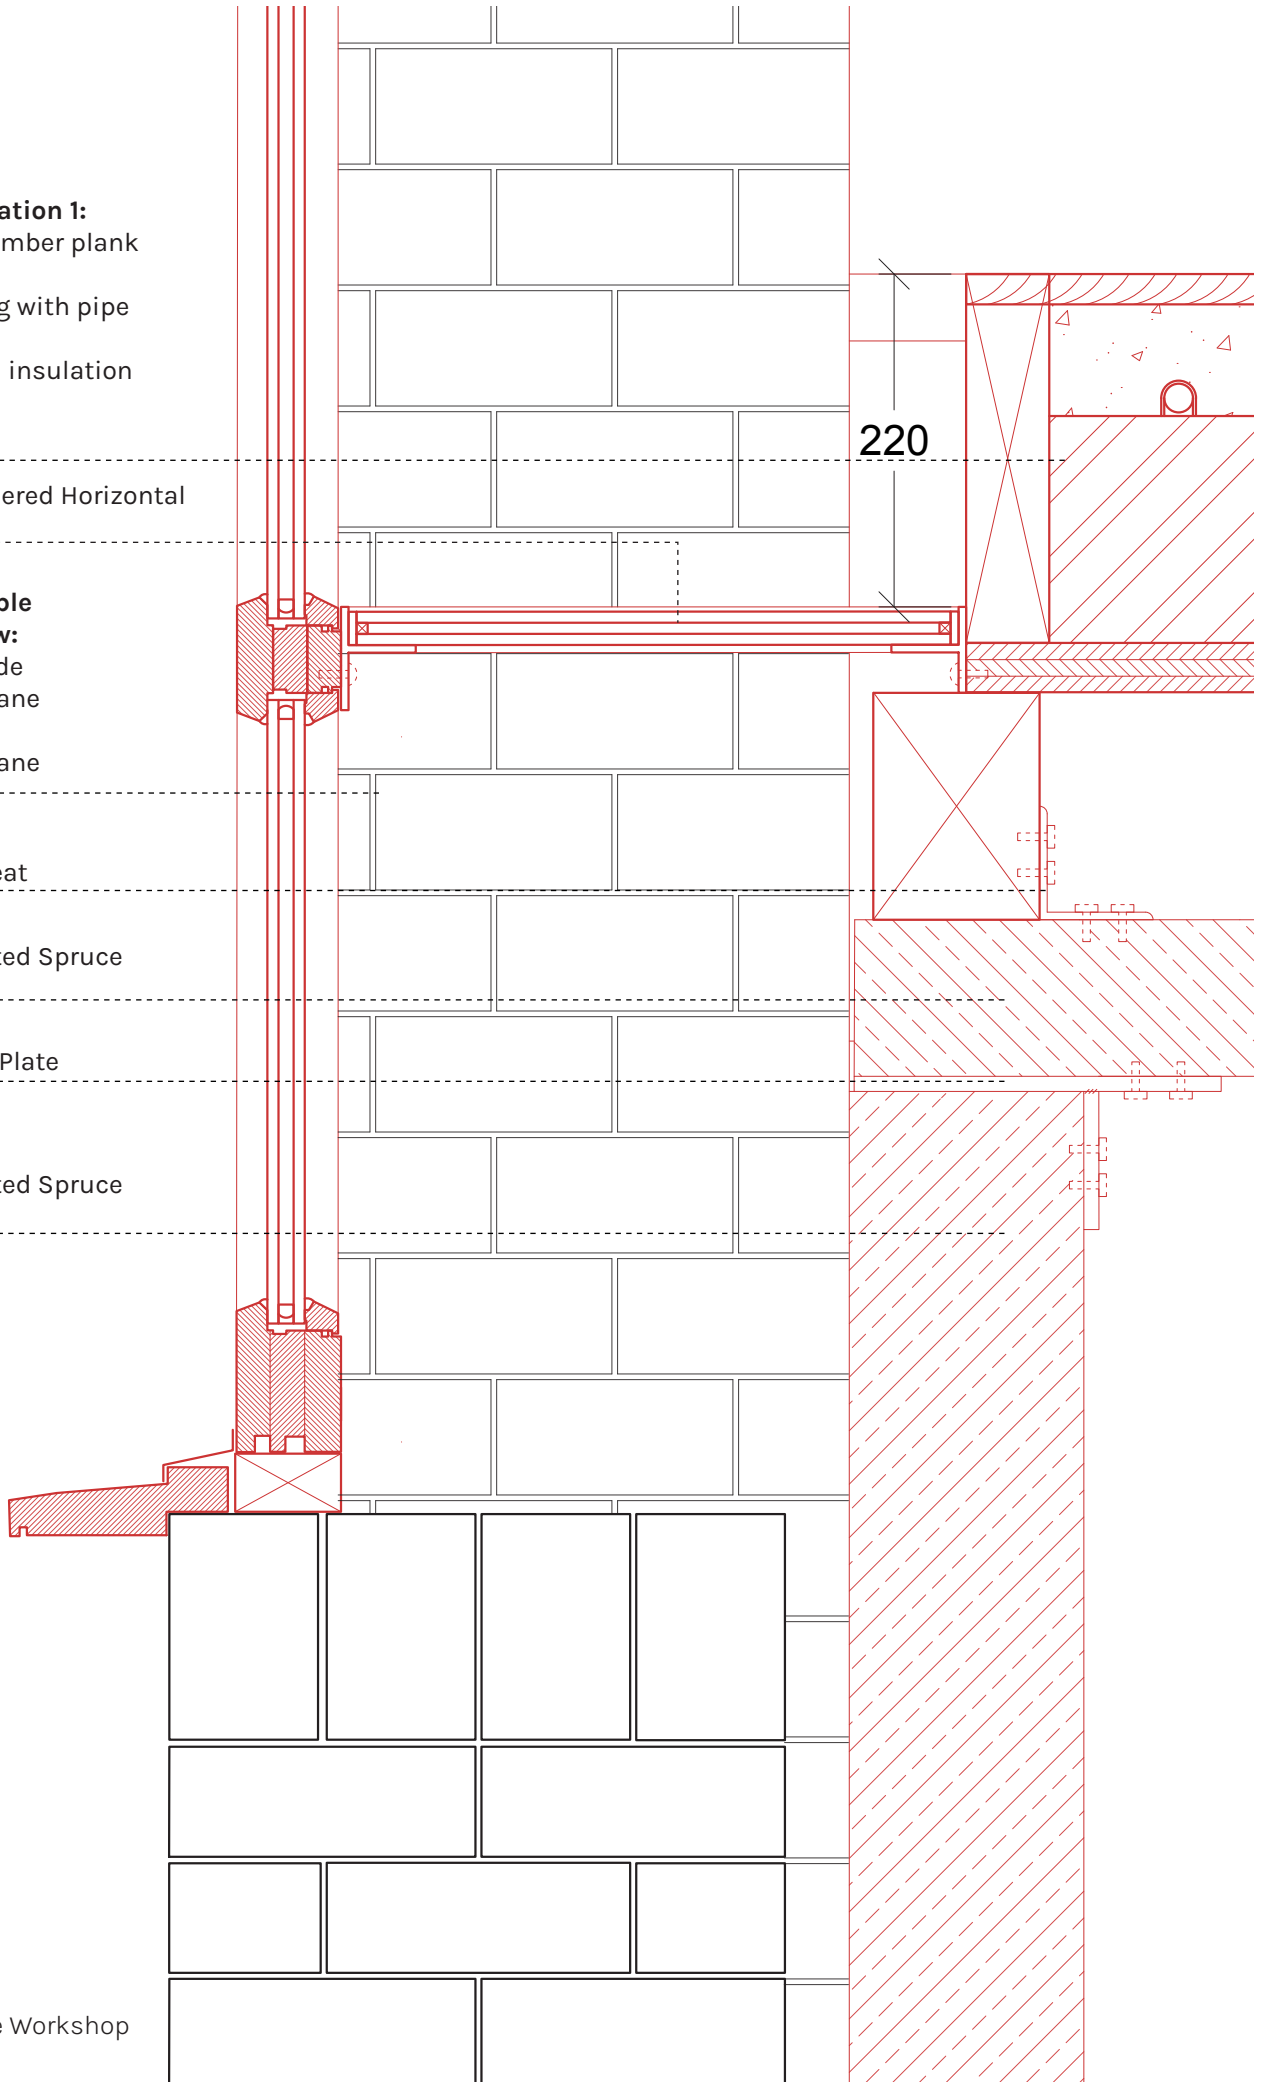 ation 1:
mber plank
g with pipe
insulation
220
ered Horizontal
ble
w:
de
ane
ane
eat
ted Spruce
Plate
ted Spruce
e Workshop